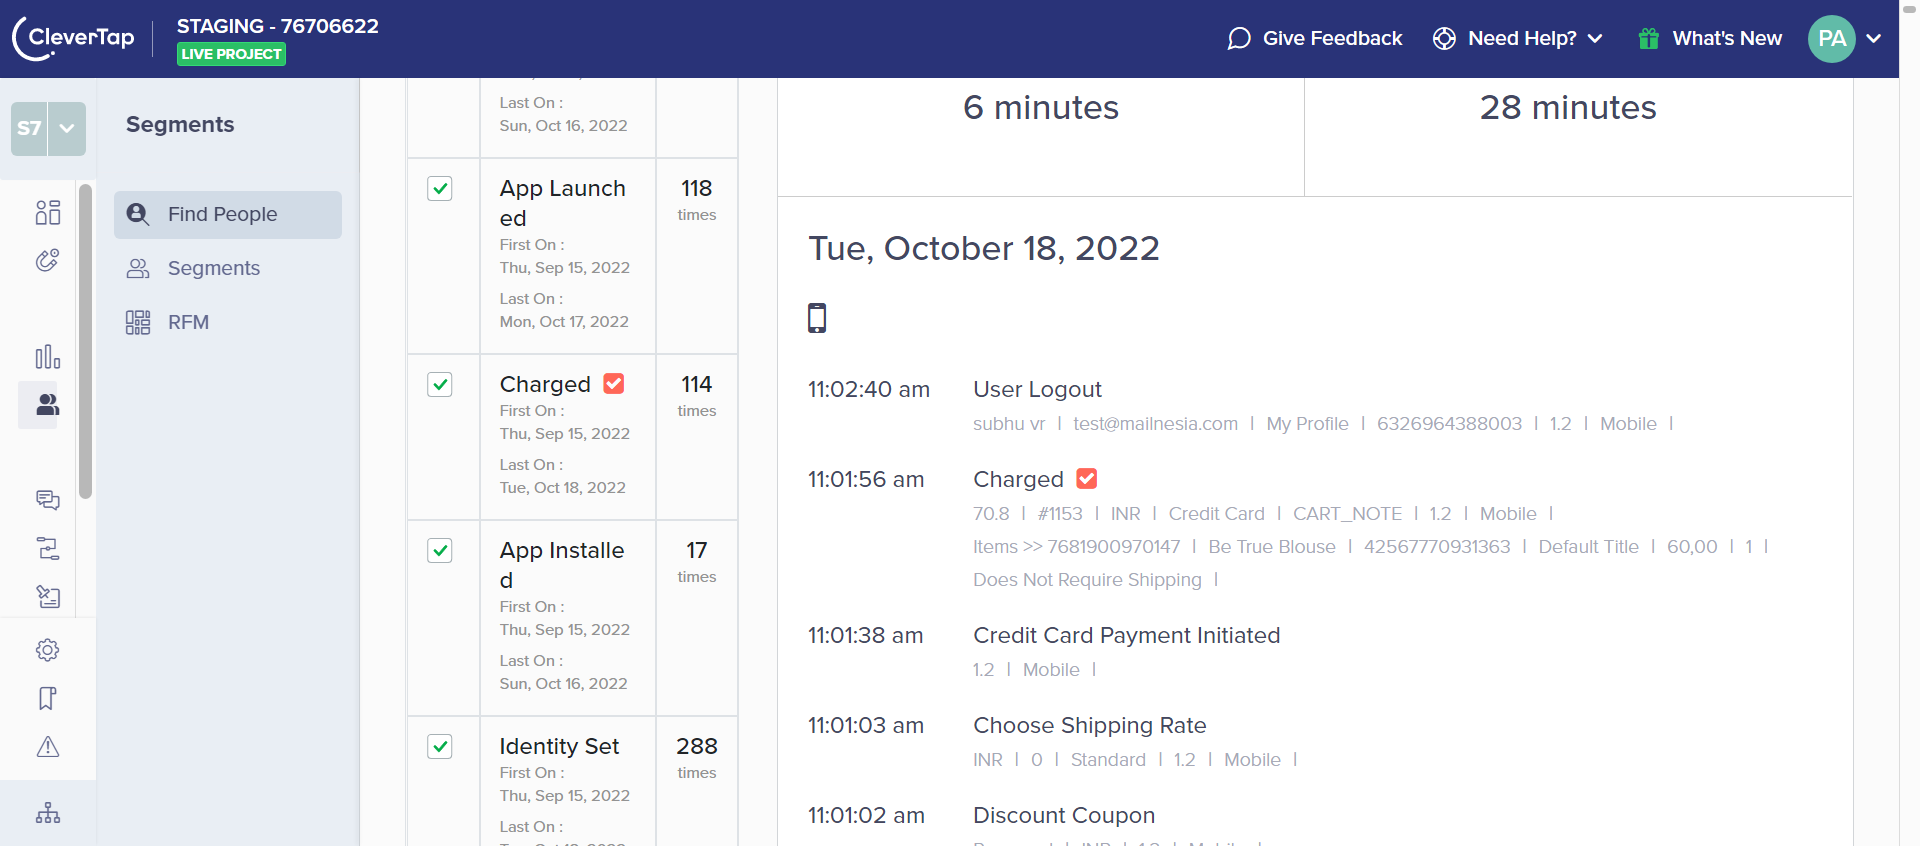 CleverTap
STAGING - 76706622
LIVE PROJECT
Give Feedback
Need Help?
What's New
PA
S7
Segments
Find People
Segments
RFM
Last On :
Sun, Oct 16, 2022
App Launch
ed
First On :
Thu, Sep 15, 2022
Last On :
Mon, Oct 17, 2022
118
times
Charged
First On :
Thu, Sep 15, 2022
Last On :
Tue, Oct 18, 2022
114
times
App Installe
d
First On :
Thu, Sep 15, 2022
Last On :
Sun, Oct 16, 2022
17
times
Identity Set
First On :
Thu, Sep 15, 2022
Last On :
288
times
6 minutes
28 minutes
Tue, October 18, 2022
11:02:40 am User Logout
subhu vr | test@mailnesia.com | My Profile | 6326964388003 | 1.2 | Mobile |
11:01:56 am Charged
70.8 | #1153 | INR | Credit Card | CART_NOTE | 1.2 | Mobile |
Items >> 7681900970147 | Be True Blouse | 42567770931363 | Default Title | 60,00 | 1 |
Does Not Require Shipping |
11:01:38 am Credit Card Payment Initiated
1.2 | Mobile |
11:01:03 am Choose Shipping Rate
INR | 0 | Standard | 1.2 | Mobile |
11:01:02 am Discount Coupon